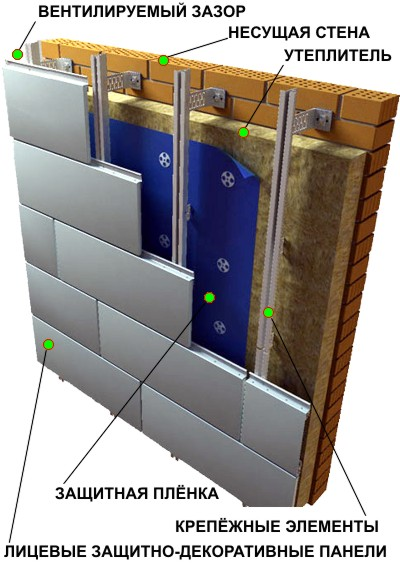 ВЕНТИЛИРУЕМЫЙ ЗАЗОР
НЕСУЩАЯ СТЕНА
УТЕПЛИТЕЛЬ
ЗАЩИТНАЯ ПЛЁНКА
КРЕПЁЖНЫЕ ЭЛЕМЕНТЫ
ЛИЦЕВЫЕ ЗАЩИТНО-ДЕКОРАТИВНЫЕ ПАНЕЛИ